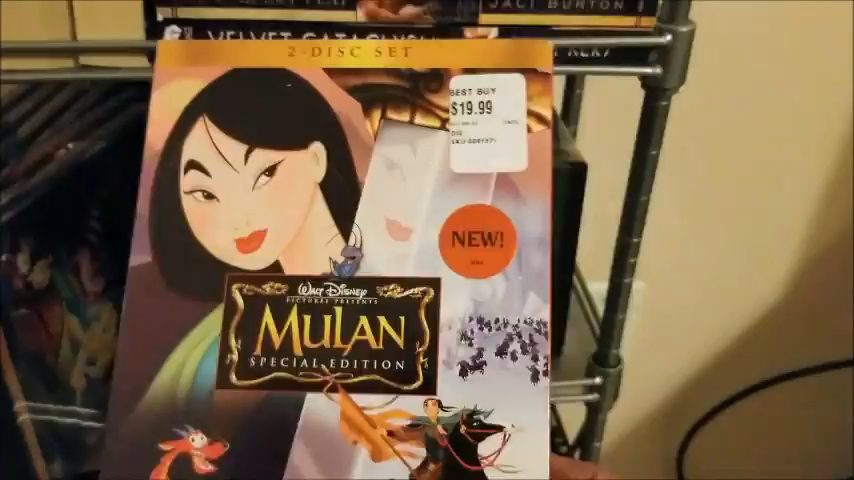 JACI BURTON
VELVET CATACLYSM
2-DISC SET
BEST BUY
$19.99
NEW!
WALT DISNEY
PICTURES PRESENTS
MULAN
SPECIAL EDITION